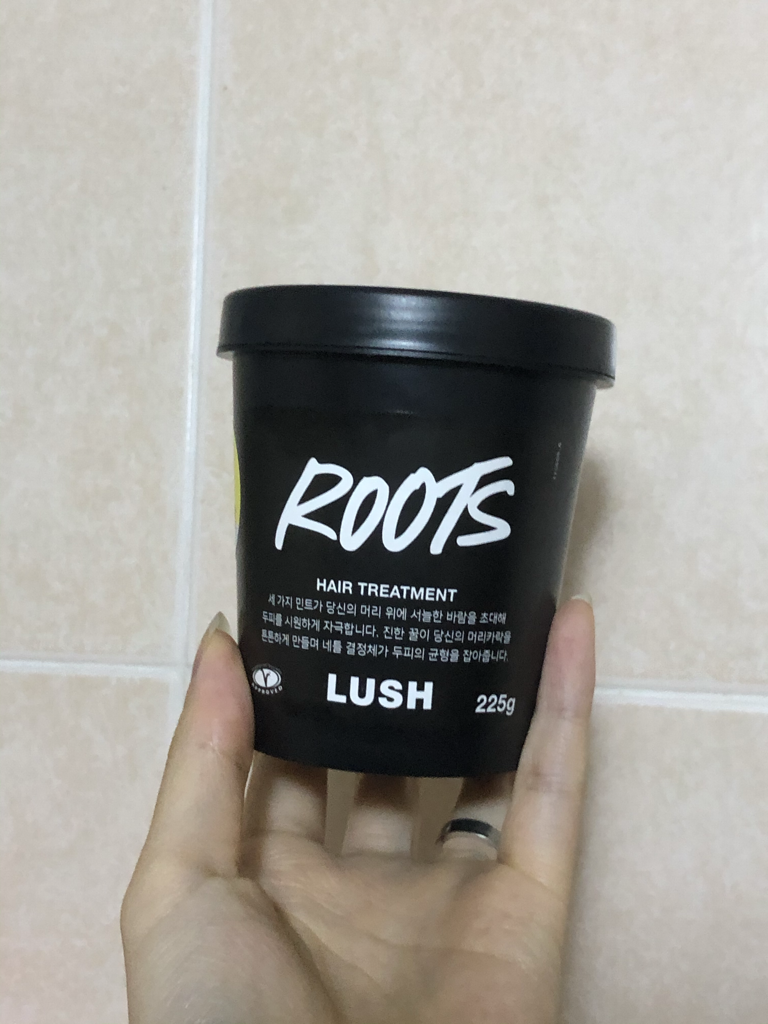 ROOTS
HAIR TREATMENT
세 가지 민트가 당신의 머리 위에 서늘한 바람을 초대해
두피를 시원하게 자극합니다. 진한 꿀이 당신의 머리카락을
튼튼하게 만들며 네틀 결정체가 두피의 균형을 잡아줍니다.
V
APPROVED
LUSH
225g